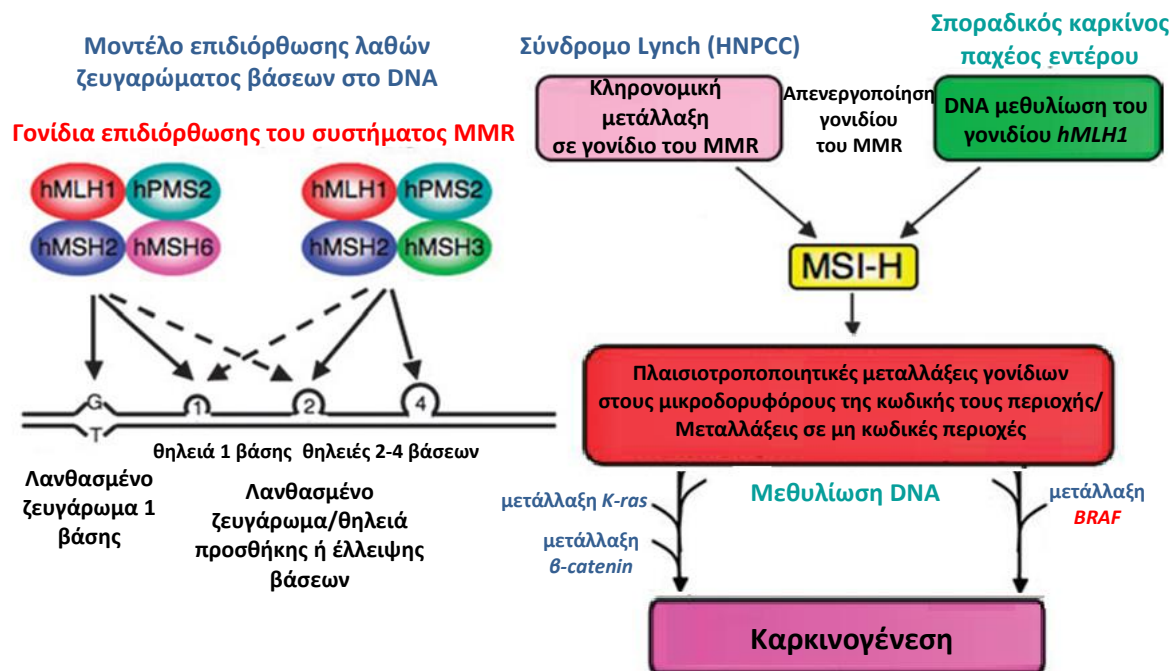 Μοντέλο επιδιόρθωσης λαθών
ζευγαρώματος βάσεων στο DNA
Γονίδια επιδιόρθωσης του συστήματος MMR
hMLH1 hPMS2
hMSH2 hMSH6
hMLH1 hPMS2
hMSH2 hMSH3
G
T
1
2
4
θηλειά 1 βάσης θηλειές 2-4 βάσεων
Λανθασμένο
ζευγάρωμα 1
βάσης
Λανθασμένο
ζευγάρωμα/θηλειά
προσθήκης ή έλλειψης
βάσεων
Σύνδρομο Lynch (HNPCC)
Σποραδικός καρκίνος
παχέος εντέρου
Κληρονομική
μετάλλαξη
σε γονίδιο του MMR
Απενεργοποίηση
γονιδίου
του MMR
DNA μεθυλίωση του
γονιδίου hMLH1
MSI-H
Πλαισιοτροποποιητικές μεταλλάξεις γονίδιων
στους μικροδορυφόρους της κωδικής τους περιοχής/
Μεταλλάξεις σε μη κωδικές περιοχές
μετάλλαξη K-ras
μετάλλαξη
β-catenin
Μεθυλίωση DNA
μετάλλαξη
BRAF
Καρκινογένεση